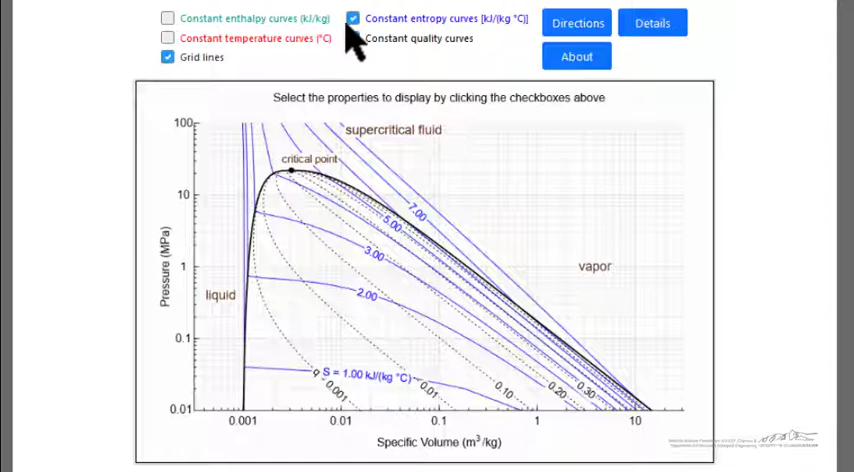 Constant enthalpy curves (kJ/kg)
Constant entropy curves [kJ/(kg °C)]
Directions
Details
Constant temperature curves (°C)
Constant quality curves
Grid lines
About
Select the properties to display by clicking the checkboxes above
100
supercritical fluid
critical point
10
7.00
5.00
3.00
Pressure (MPa)
1
vapor
liquid
2.00
0.1
S = 1.00 kJ/(kg °C)
q = 0.001
0.01
0.10
0.20
0.30
0.01
0.001
0.01
0.1
1
10
Specific Volume (m³/kg)